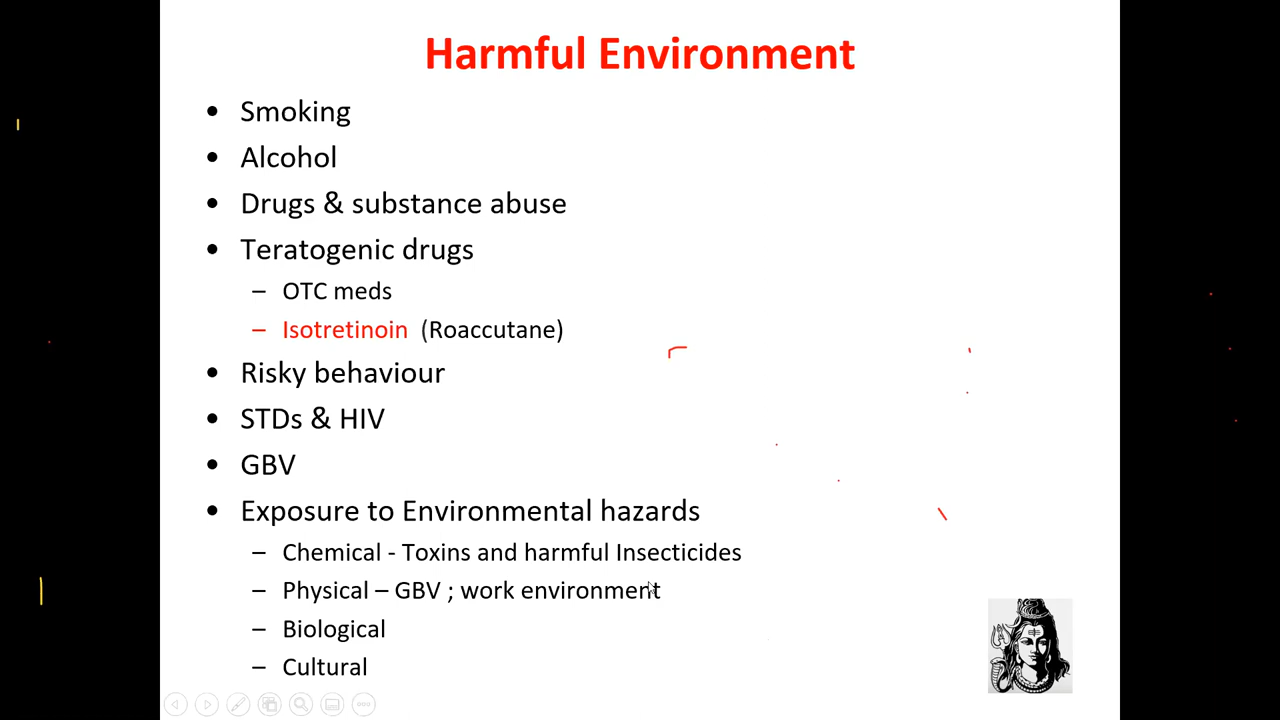 Harmful Environment
• Smoking
• Alcohol
• Drugs & substance abuse
• Teratogenic drugs
– OTC meds
– Isotretinoin (Roaccutane)
• Risky behaviour
• STDs & HIV
• GBV
• Exposure to Environmental hazards
– Chemical - Toxins and harmful Insecticides
– Physical – GBV ; work environment
– Biological
– Cultural